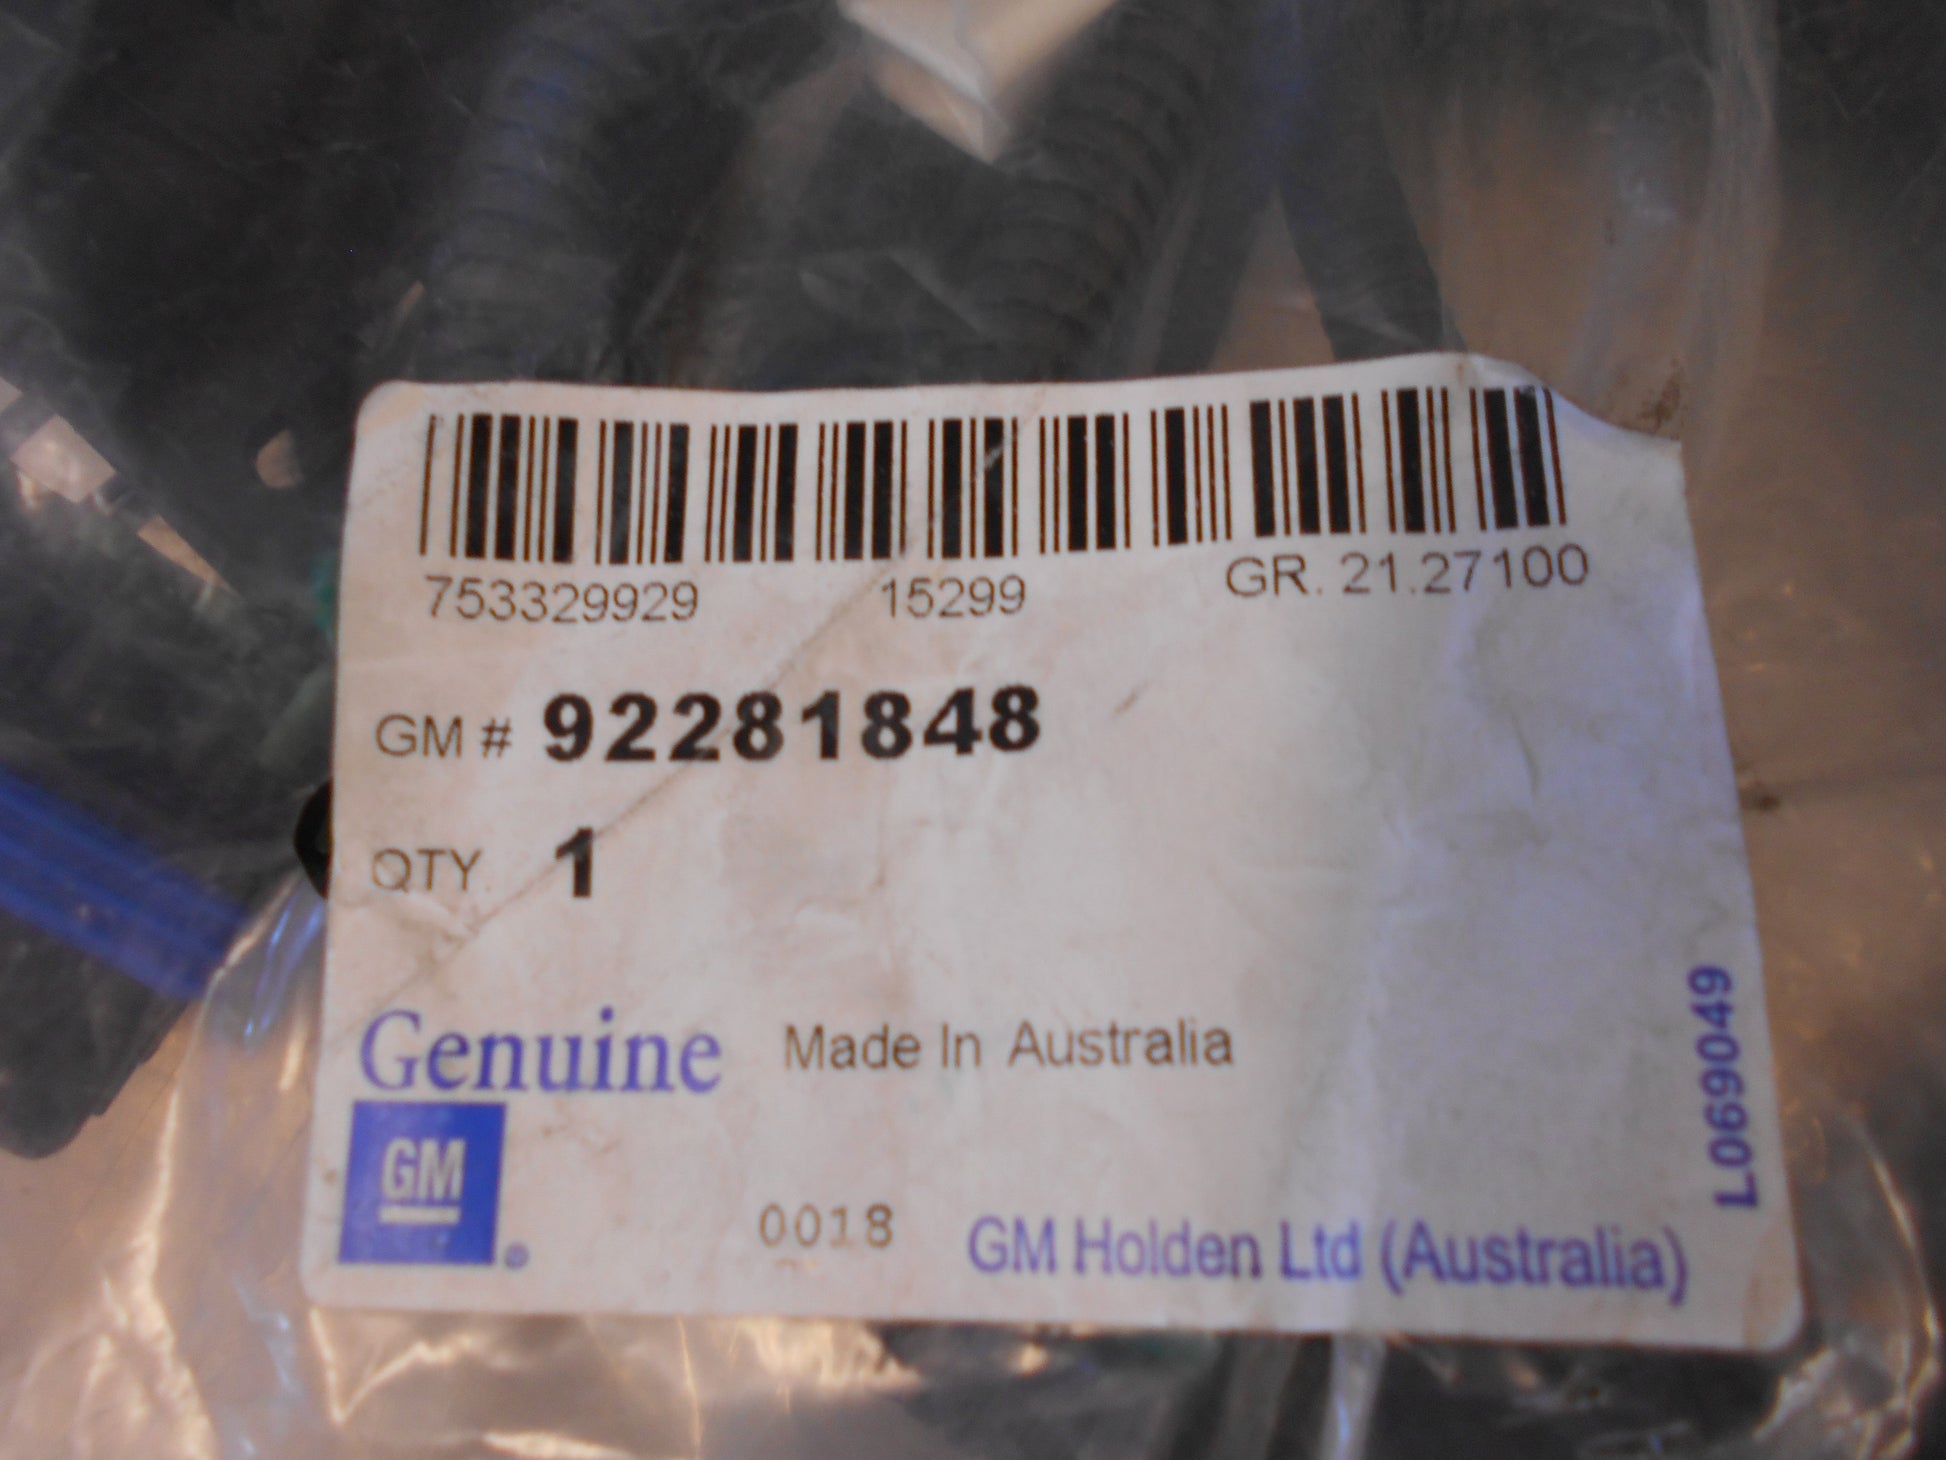 753329929 15299 GR. 21.27100
GM # 92281848
QTY. 1
Genuine Made In Australia
GM ®
0018 GM Holden Ltd (Australia)
L069049